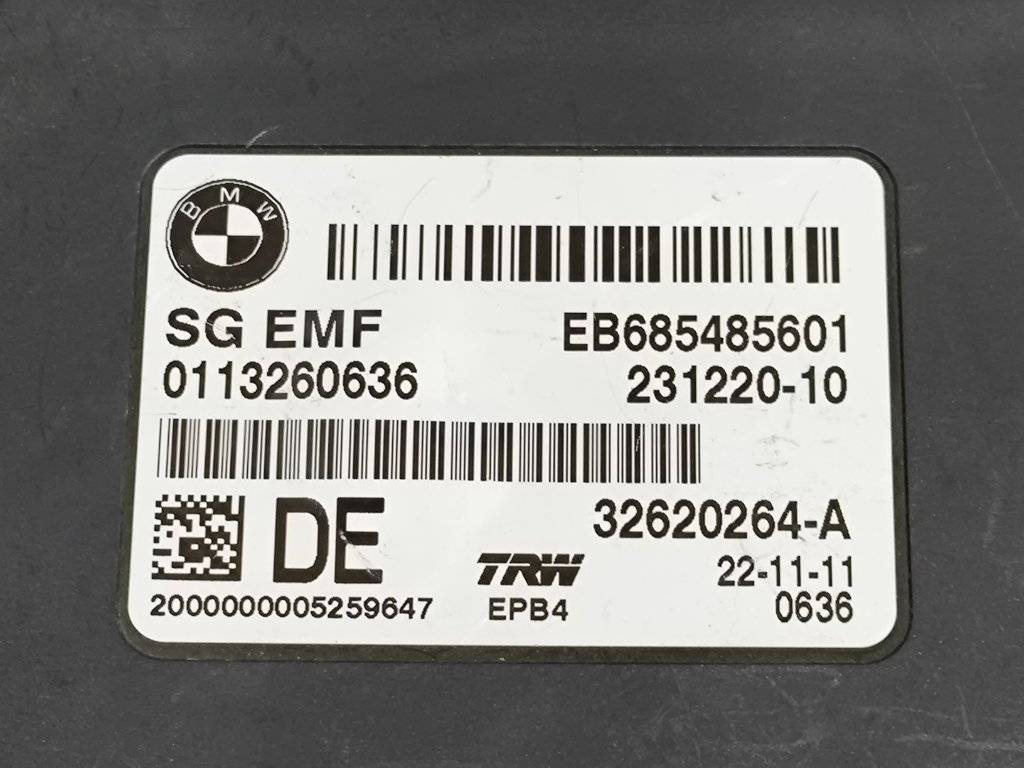 BMW
SG EMF
EB685485601
0113260636
231220-10
DE
32620264-A
TRW
22-11-11
2000000005259647
EPB4
0636